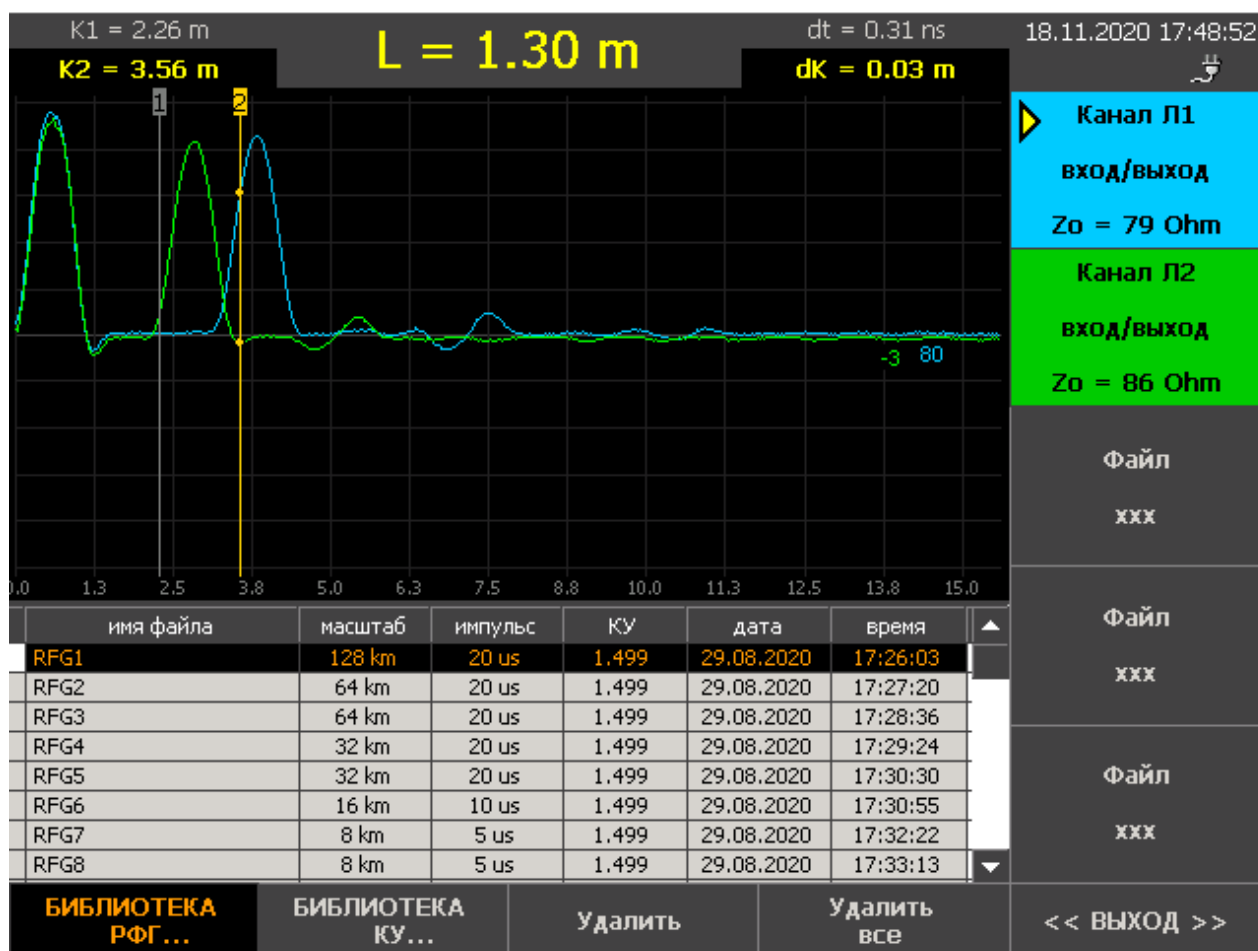 K1 = 2.26 m
L = 1.30 m
dt = 0.31 ns
18.11.2020 17:48:52
K2 = 3.56 m
dK = 0.03 m
1
2
Канал Л1
вход/выход
Zo = 79 Ohm
Канал Л2
вход/выход
Zo = 86 Ohm
-3 80
Файл
xxx
0.0 1.3 2.5 3.8 5.0 6.3 7.5 8.8 10.0 11.3 12.5 13.8 15.0
Файл
xxx
Файл
xxx
имя файла масштаб импульс КУ дата время
RFG1 128 km 20 us 1.499 29.08.2020 17:26:03
RFG2 64 km 20 us 1.499 29.08.2020 17:27:20
RFG3 64 km 20 us 1.499 29.08.2020 17:28:36
RFG4 32 km 20 us 1.499 29.08.2020 17:29:24
RFG5 32 km 20 us 1.499 29.08.2020 17:30:30
RFG6 16 km 10 us 1.499 29.08.2020 17:30:55
RFG7 8 km 5 us 1.499 29.08.2020 17:32:22
RFG8 8 km 5 us 1.499 29.08.2020 17:33:13
БИБЛИОТЕКА
РФГ...
БИБЛИОТЕКА
КУ...
Удалить
Удалить
все
<< ВЫХОД >>